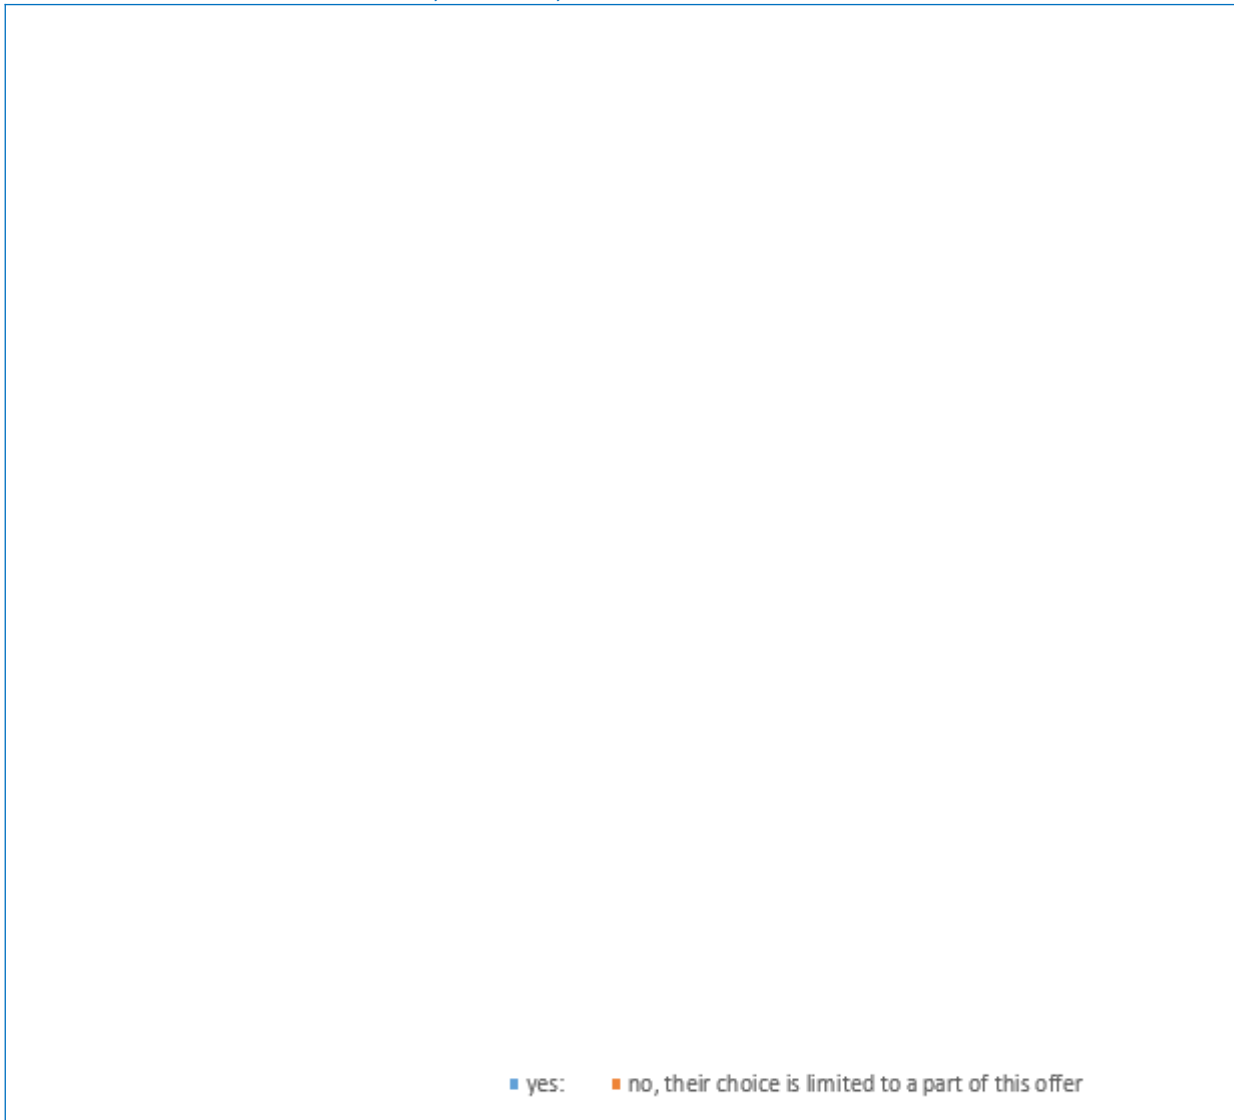 yes: no, their choice is limited to a part of this offer